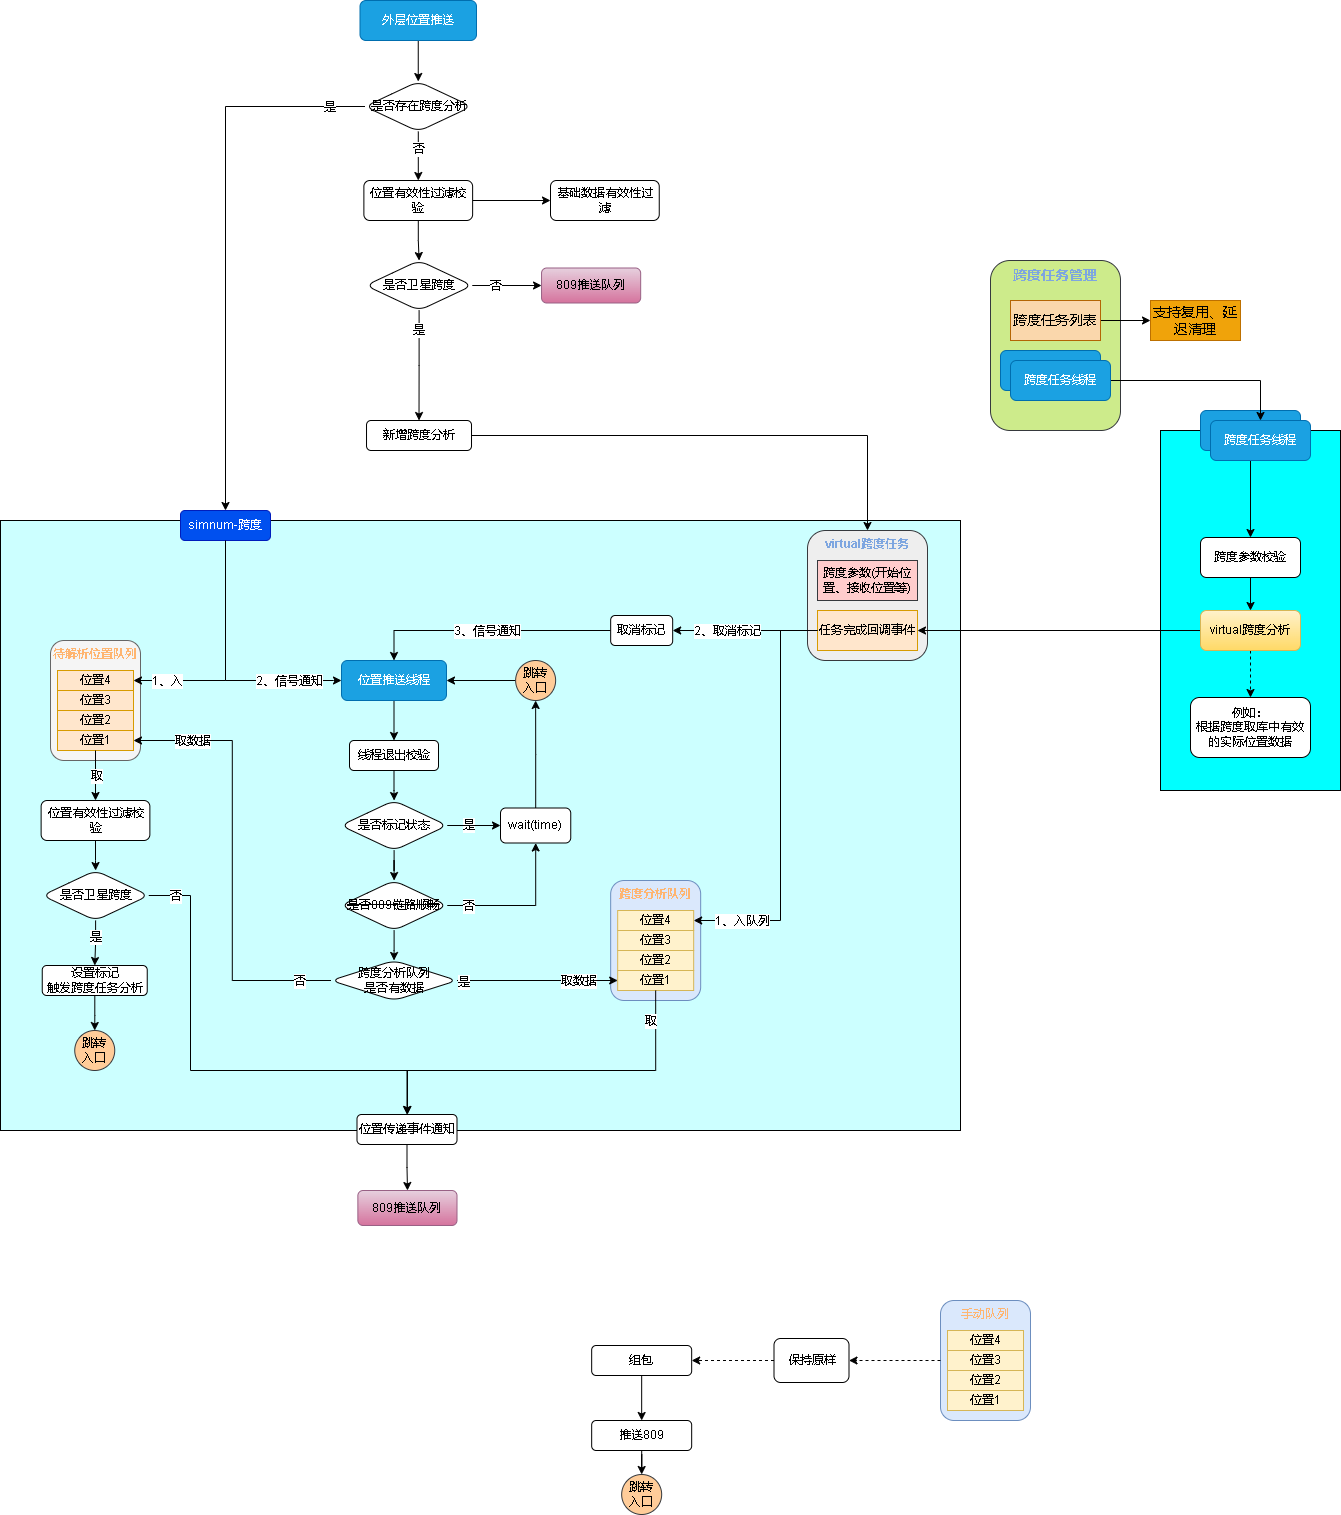 外层位置推送
是否存在跨度分析
是
否
位置有效性过滤校
验
基础数据有效性过
滤
是否卫星跨度
否
809推送队列
是
新增跨度分析
跨度任务管理
跨度任务列表
支持复用、延
迟清理
跨度任务线程
跨度任务线程
跨度参数校验
virtual跨度分析
例如：
根据跨度取库中有效
的实际位置数据
simnum-跨度
virtual跨度任务
跨度参数(开始位
置、接收位置等)
任务完成回调事件
2、取消标记
取消标记
3、信号通知
待解析位置队列
位置4
位置3
位置2
位置1
1、入
2、信号通知
位置推送线程
跳转
入口
取数据
线程退出校验
取
位置有效性过滤校
验
是否标记状态
是
wait(time)
是否卫星跨度
否
是否809链路顺畅
否
跨度分析队列
位置4
位置3
位置2
位置1
1、入队列
是
设置标记
触发跨度任务分析
否
跨度分析队列
是否有数据
是
取数据
取
跳转
入口
位置传递事件通知
809推送队列
手动队列
位置4
位置3
位置2
位置1
保持原样
组包
推送809
跳转
入口